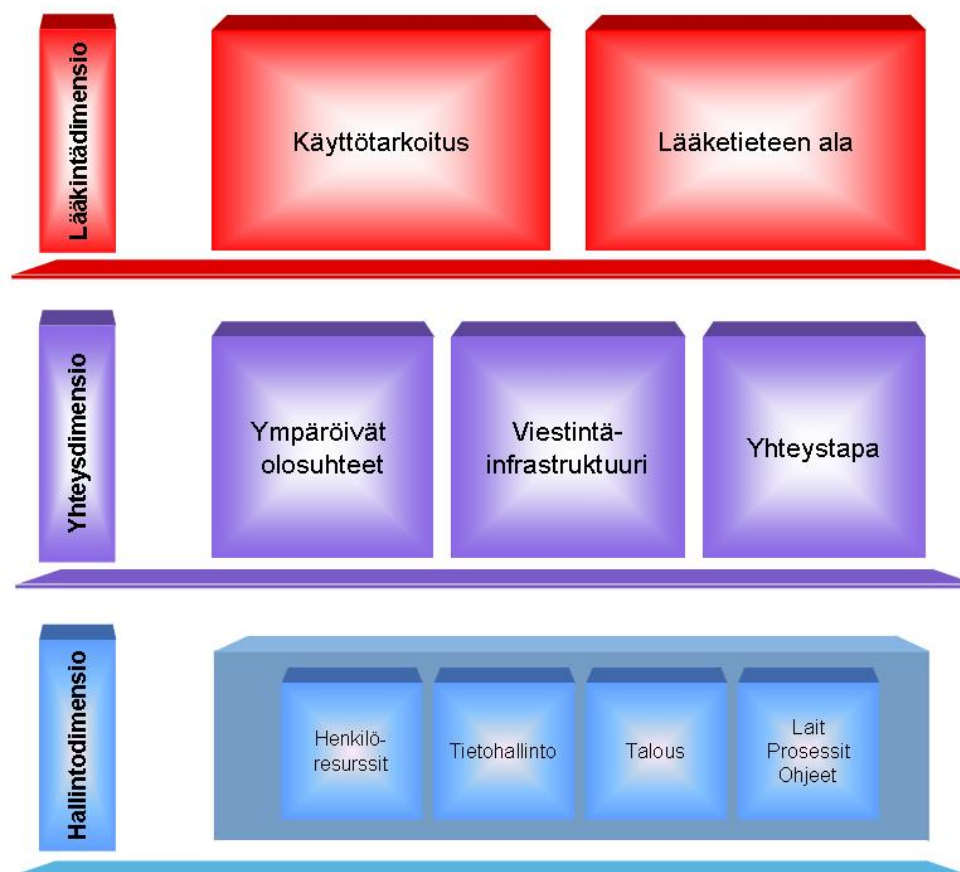 Lääkintädimensio
Käyttötarkoitus
Lääketieteen ala
Yhteysdimensio
Ympäröivät
olosuhteet
Viestintä-
infrastruktuuri
Yhteystapa
Hallintodimensio
Henkilö-
resurssit
Tietohallinto
Talous
Lait
Prosessit
Ohjeet